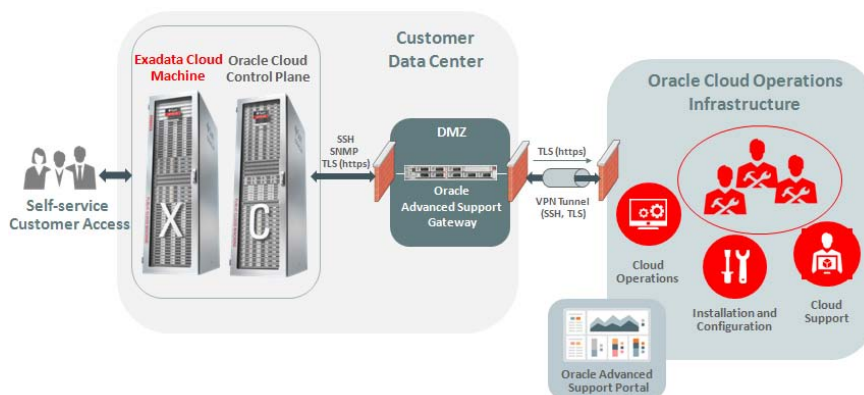 Customer
Data Center
Exadata Cloud
Machine
Oracle Cloud
Control Plane
X
C
Self-service
Customer Access
SSH
SNMP
TLS (https)
DMZ
Oracle
Advanced Support
Gateway
TLS (https)
VPN Tunnel
(SSH, TLS)
Oracle Cloud Operations
Infrastructure
Cloud
Operations
Installation and
Configuration
Cloud
Support
Oracle Advanced
Support Portal